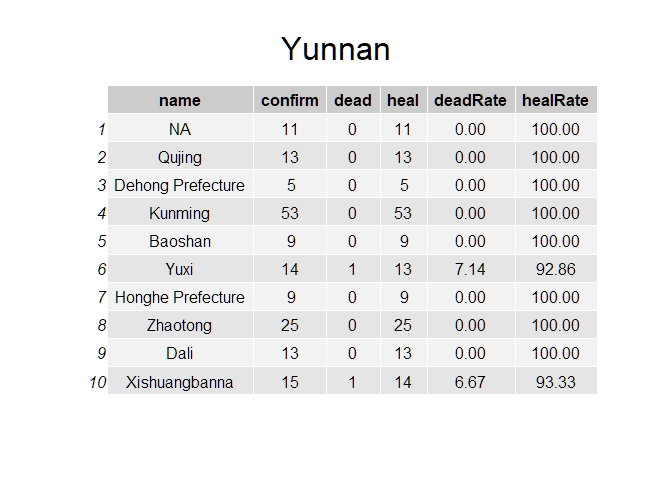 Yunnan
name confirm dead heal deadRate healRate
1 NA 11 0 11 0.00 100.00
2 Qujing 13 0 13 0.00 100.00
3 Dehong Prefecture 5 0 5 0.00 100.00
4 Kunming 53 0 53 0.00 100.00
5 Baoshan 9 0 9 0.00 100.00
6 Yuxi 14 1 13 7.14 92.86
7 Honghe Prefecture 9 0 9 0.00 100.00
8 Zhaotong 25 0 25 0.00 100.00
9 Dali 13 0 13 0.00 100.00
10 Xishuangbanna 15 1 14 6.67 93.33